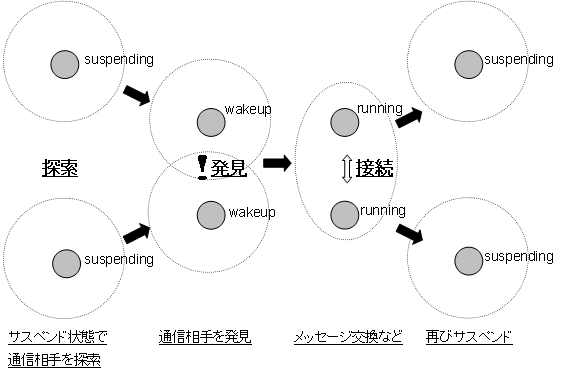 suspending
suspending
wakeup
running
探索
！発見
接続
suspending
wakeup
running
suspending
サスペンド状態で
通信相手を探索
通信相手を発見
メッセージ交換など
再びサスペンド